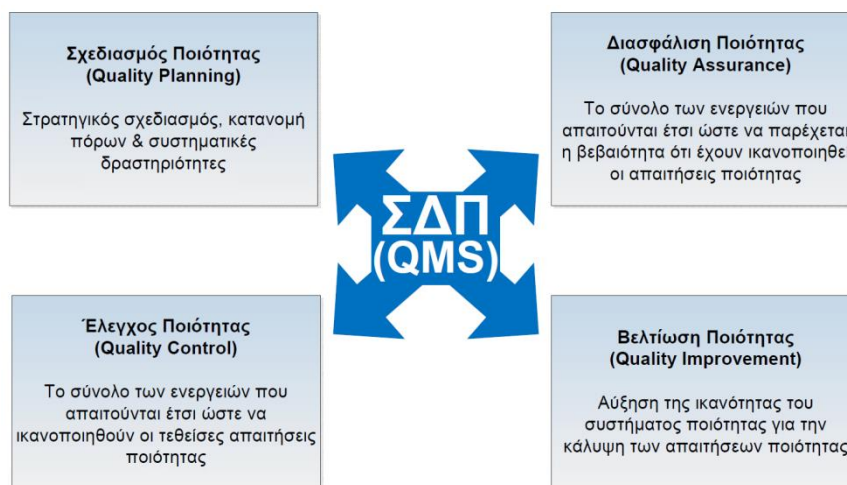 Σχεδιασμός Ποιότητας
(Quality Planning)
Στρατηγικός σχεδιασμός, κατανομή
πόρων & συστηματικές
δραστηριότητες
Διασφάλιση Ποιότητας
(Quality Assurance)
Το σύνολο των ενεργειών που
απαιτούνται έτσι ώστε να παρέχεται
η βεβαιότητα ότι έχουν ικανοποιηθεί
οι απαιτήσεις ποιότητας
ΣΔΠ
(QMS)
Έλεγχος Ποιότητας
(Quality Control)
Το σύνολο των ενεργειών που
απαιτούνται έτσι ώστε να
ικανοποιηθούν οι τεθείσες απαιτήσεις
ποιότητας
Βελτίωση Ποιότητας
(Quality Improvement)
Αύξηση της ικανότητας του
συστήματος ποιότητας για την
κάλυψη των απαιτήσεων ποιότητας